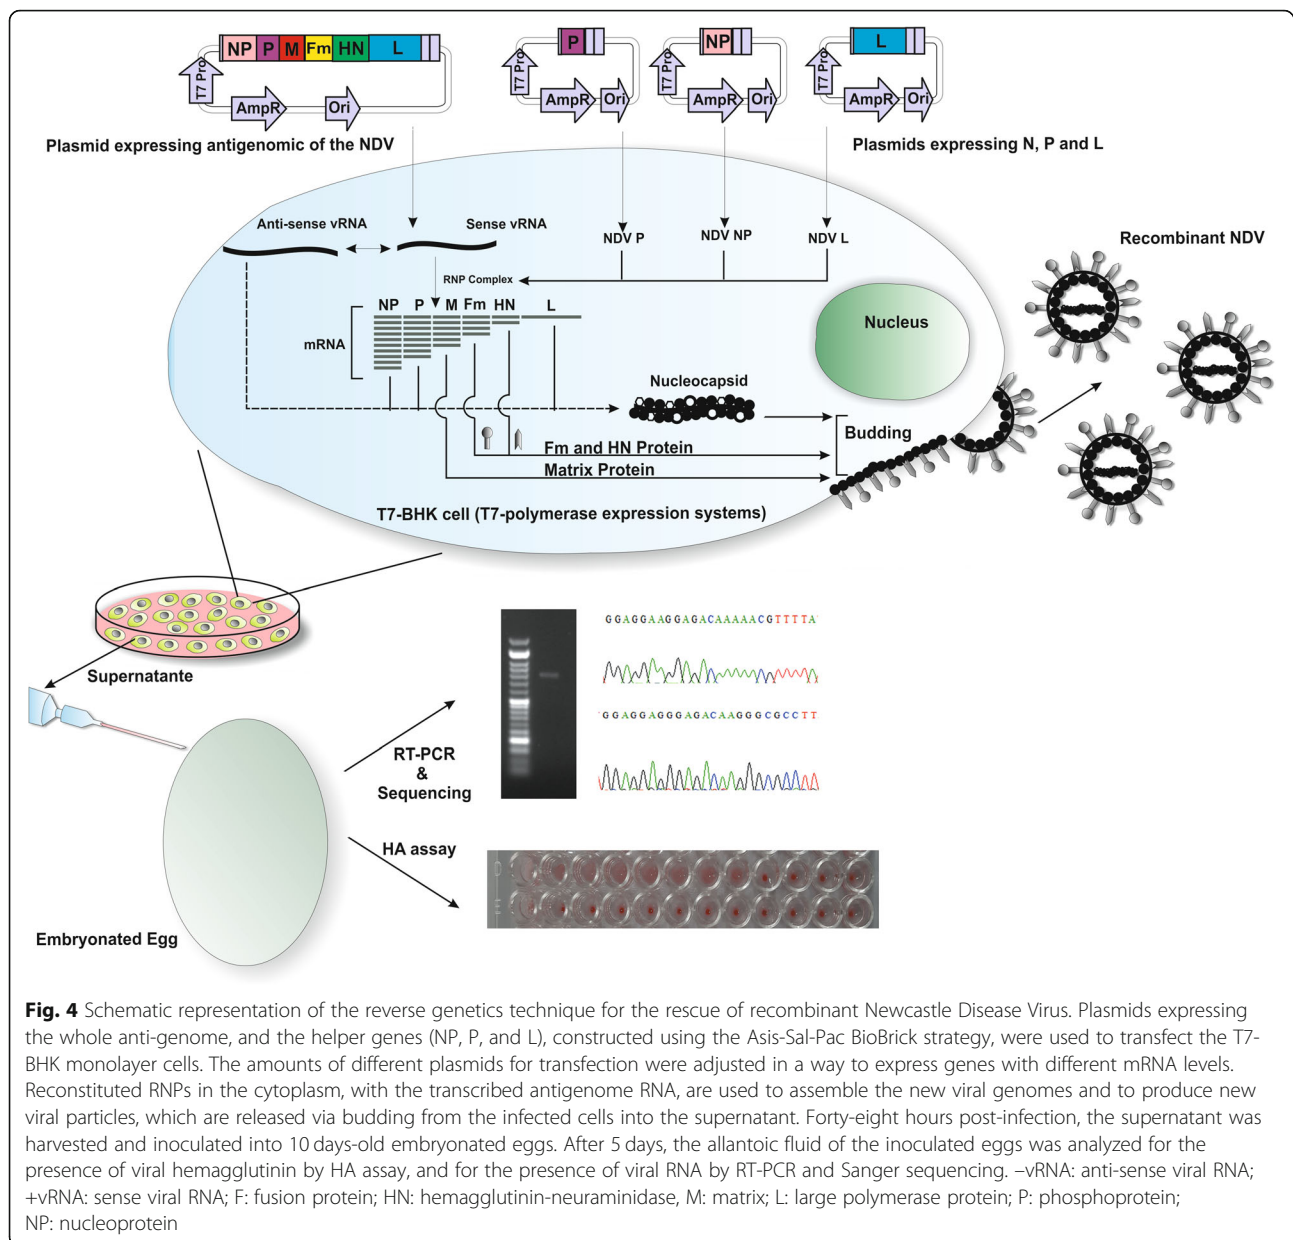 NP P M Fm HN L
T7 Pro
AmpR
Ori
P
T7 Pro
AmpR
Ori
NP
T7 Pro
AmpR
Ori
L
T7 Pro
AmpR
Ori
Plasmid expressing antigenomic of the NDV
Plasmids expressing N, P and L
Anti-sense vRNA
Sense vRNA
NDV P
NDV NP
NDV L
Recombinant NDV
RNP Complex
NP P M Fm HN L
mRNA
Nucleus
Nucleocapsid
Budding
Fm and HN Protein
Matrix Protein
T7-BHK cell (T7-polymerase expression systems)
Supernatante
GGAGGAAGGAGACAAAAACGTTTTA
GGAGGAGGGAGACAAGGGCGCCTT
RT-PCR
&
Sequencing
HA assay
Embryonated Egg
Fig. 4 Schematic representation of the reverse genetics technique for the rescue of recombinant Newcastle Disease Virus. Plasmids expressing
the whole anti-genome, and the helper genes (NP, P, and L), constructed using the Asis-Sal-Pac BioBrick strategy, were used to transfect the T7-
BHK monolayer cells. The amounts of different plasmids for transfection were adjusted in a way to express genes with different mRNA levels.
Reconstituted RNPs in the cytoplasm, with the transcribed antigenome RNA, are used to assemble the new viral genomes and to produce new
viral particles, which are released via budding from the infected cells into the supernatant. Forty-eight hours post-infection, the supernatant was
harvested and inoculated into 10 days-old embryonated eggs. After 5 days, the allantoic fluid of the inoculated eggs was analyzed for the
presence of viral hemagglutinin by HA assay, and for the presence of viral RNA by RT-PCR and Sanger sequencing. –vRNA: anti-sense viral RNA;
+vRNA: sense viral RNA; F: fusion protein; HN: hemagglutinin-neuraminidase, M: matrix; L: large polymerase protein; P: phosphoprotein;
NP: nucleoprotein